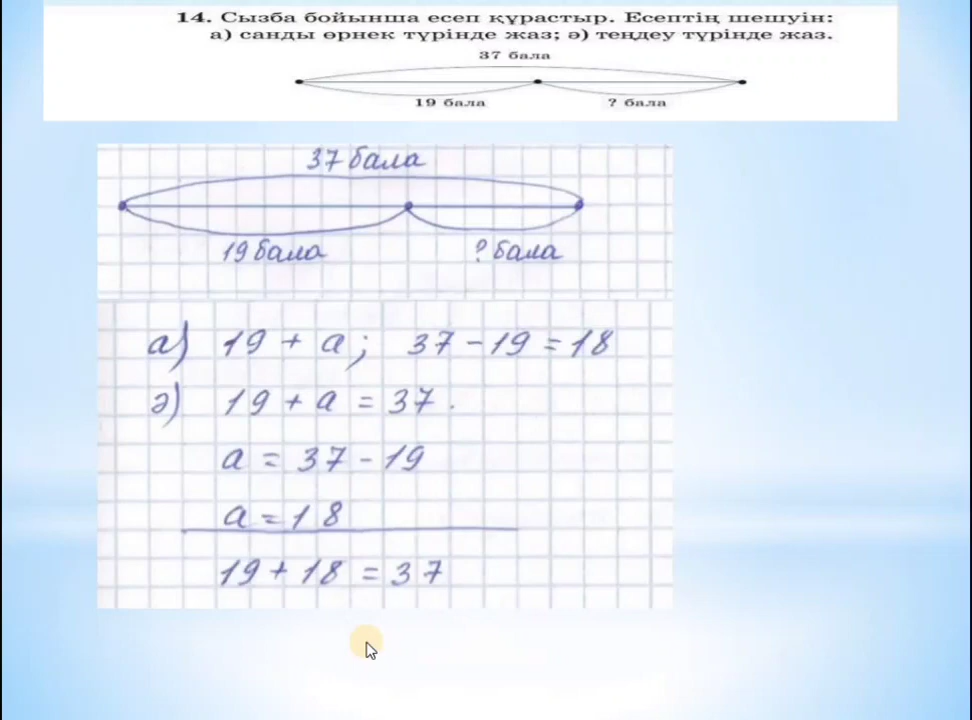 14. Сызба бойынша есеп құрастыр. Есептің шешуін:
а) санды өрнек түрінде жаз; ә) теңдеу түрінде жаз.
37 бала
19 бала ? бала
37 бала
19 бала ? бала
а) 19 + а; 37 - 19 = 18
ә) 19 + а = 37.
а = 37 - 19
а = 18
19 + 18 = 37